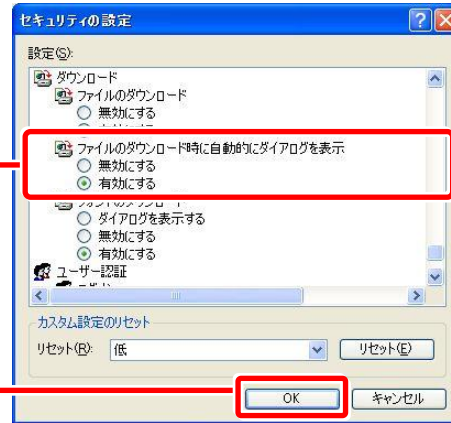 セキュリティの設定
設定(S):
ダウンロード
ファイルのダウンロード
無効にする
ファイルのダウンロード時に自動的にダイアログを表示
無効にする
有効にする
ダイアログを表示する
無効にする
有効にする
ユーザー認証
カスタム設定のリセット
リセット(R):
低
リセット(E)
OK
キャンセル